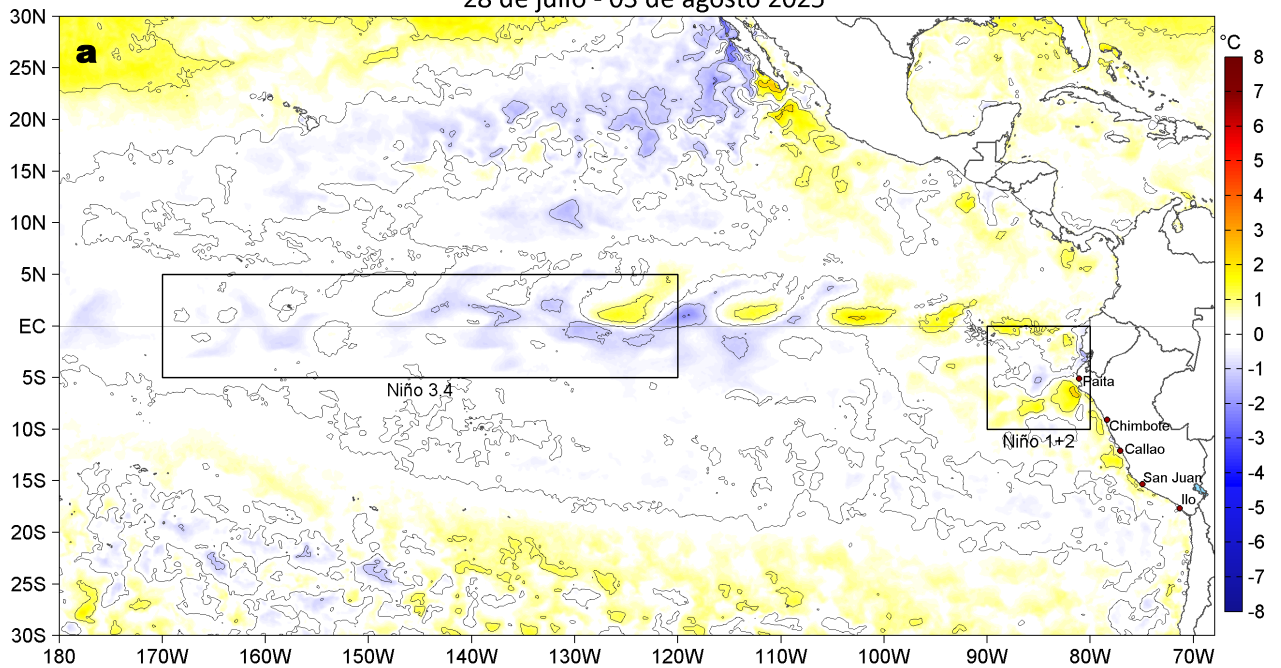 28 de julio - 03 de agosto 2025
a
°C
30N
25N
20N
15N
10N
5N
EC
5S
10S
15S
20S
25S
30S
180
170W
160W
150W
140W
130W
120W
110W
100W
90W
80W
70W
Niño 3.4
Niño 1+2
Paita
Chimbote
Callao
San Juan
Ilo
8
7
6
5
4
3
2
1
0
-1
-2
-3
-4
-5
-6
-7
-8